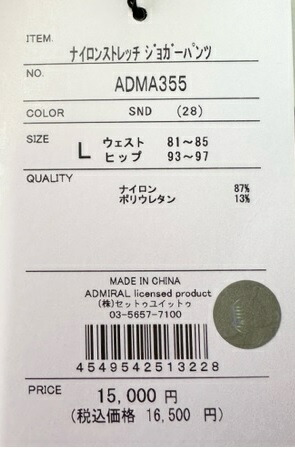 ITEM.
ナイロンストレッチ ジョガーパンツ
NO.
ADMA355
COLOR SND (28)
SIZE L ウェスト 81～85
ヒップ 93～97
QUALITY
ナイロン 87%
ポリウレタン 13%
MADE IN CHINA
ADMIRAL licensed product
(株)セットゥユイットゥ
03-5657-7100
4549542513228
PRICE 15,000 円
(税込価格 16,500 円)